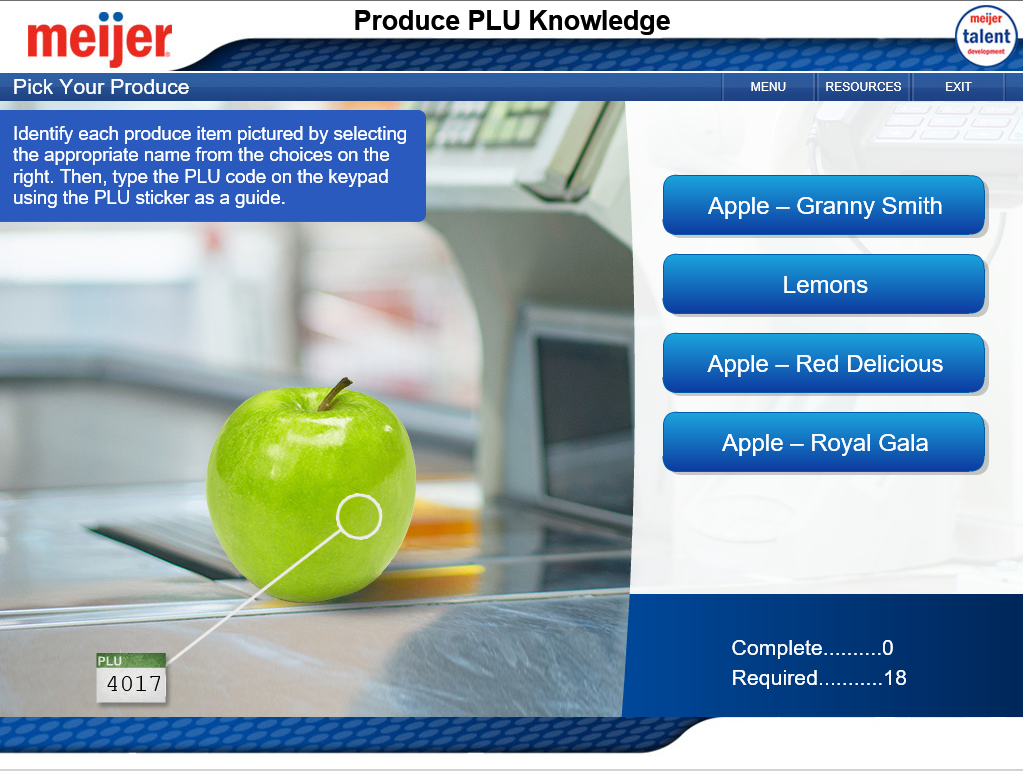 Produce PLU Knowledge
meijer
meijer
talent
development
Pick Your Produce
MENU
RESOURCES
EXIT
Identify each produce item pictured by selecting
the appropriate name from the choices on the
right. Then, type the PLU code on the keypad
using the PLU sticker as a guide.
Apple – Granny Smith
Lemons
Apple – Red Delicious
Apple – Royal Gala
PLU
4017
Complete..........0
Required...........18